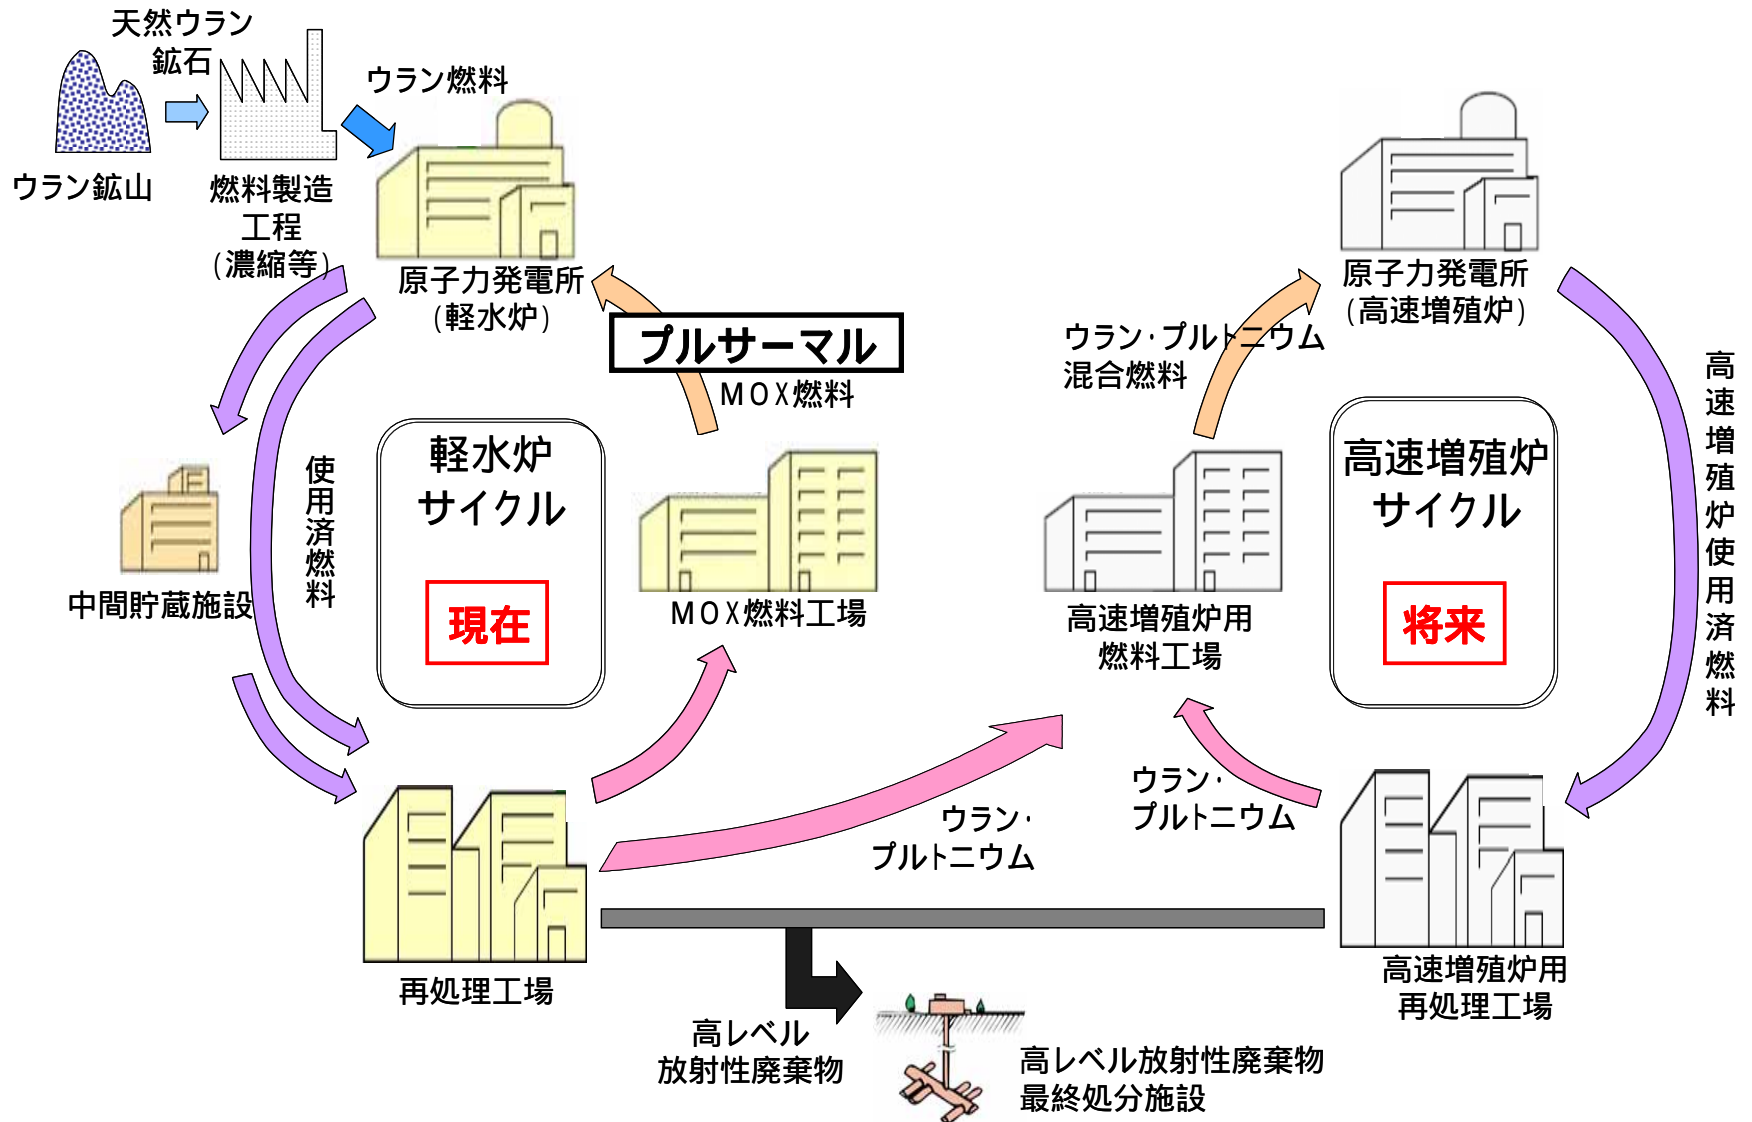 天然ウラン
鉱石
ウラン燃料
ウラン鉱山
燃料製造
工程
(濃縮等)
原子力発電所
(軽水炉)
プルサーマル
MOX燃料
軽水炉
サイクル
現在
使用済燃料
中間貯蔵施設
MOX燃料工場
再処理工場
原子力発電所
(高速増殖炉)
ウラン・プルトニウム
混合燃料
高速増殖炉
サイクル
将来
高速増殖炉使用済燃料
高速増殖炉用
燃料工場
ウラン・
プルトニウム
ウラン・
プルトニウム
高速増殖炉用
再処理工場
高レベル
放射性廃棄物
高レベル放射性廃棄物
最終処分施設